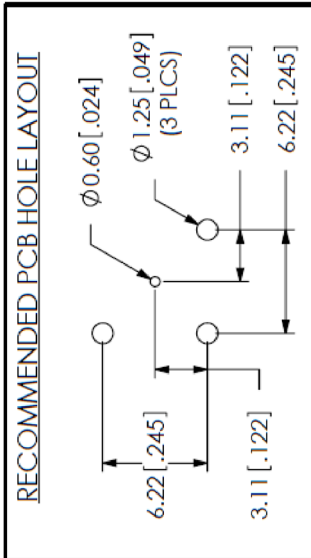 RECOMMENDED PCB HOLE LAYOUT
Ø0.60 [.024]
Ø1.25 [.049]
(3 PLCS)
3.11 [.122]
6.22 [.245]
6.22 [.245]
3.11 [.122]